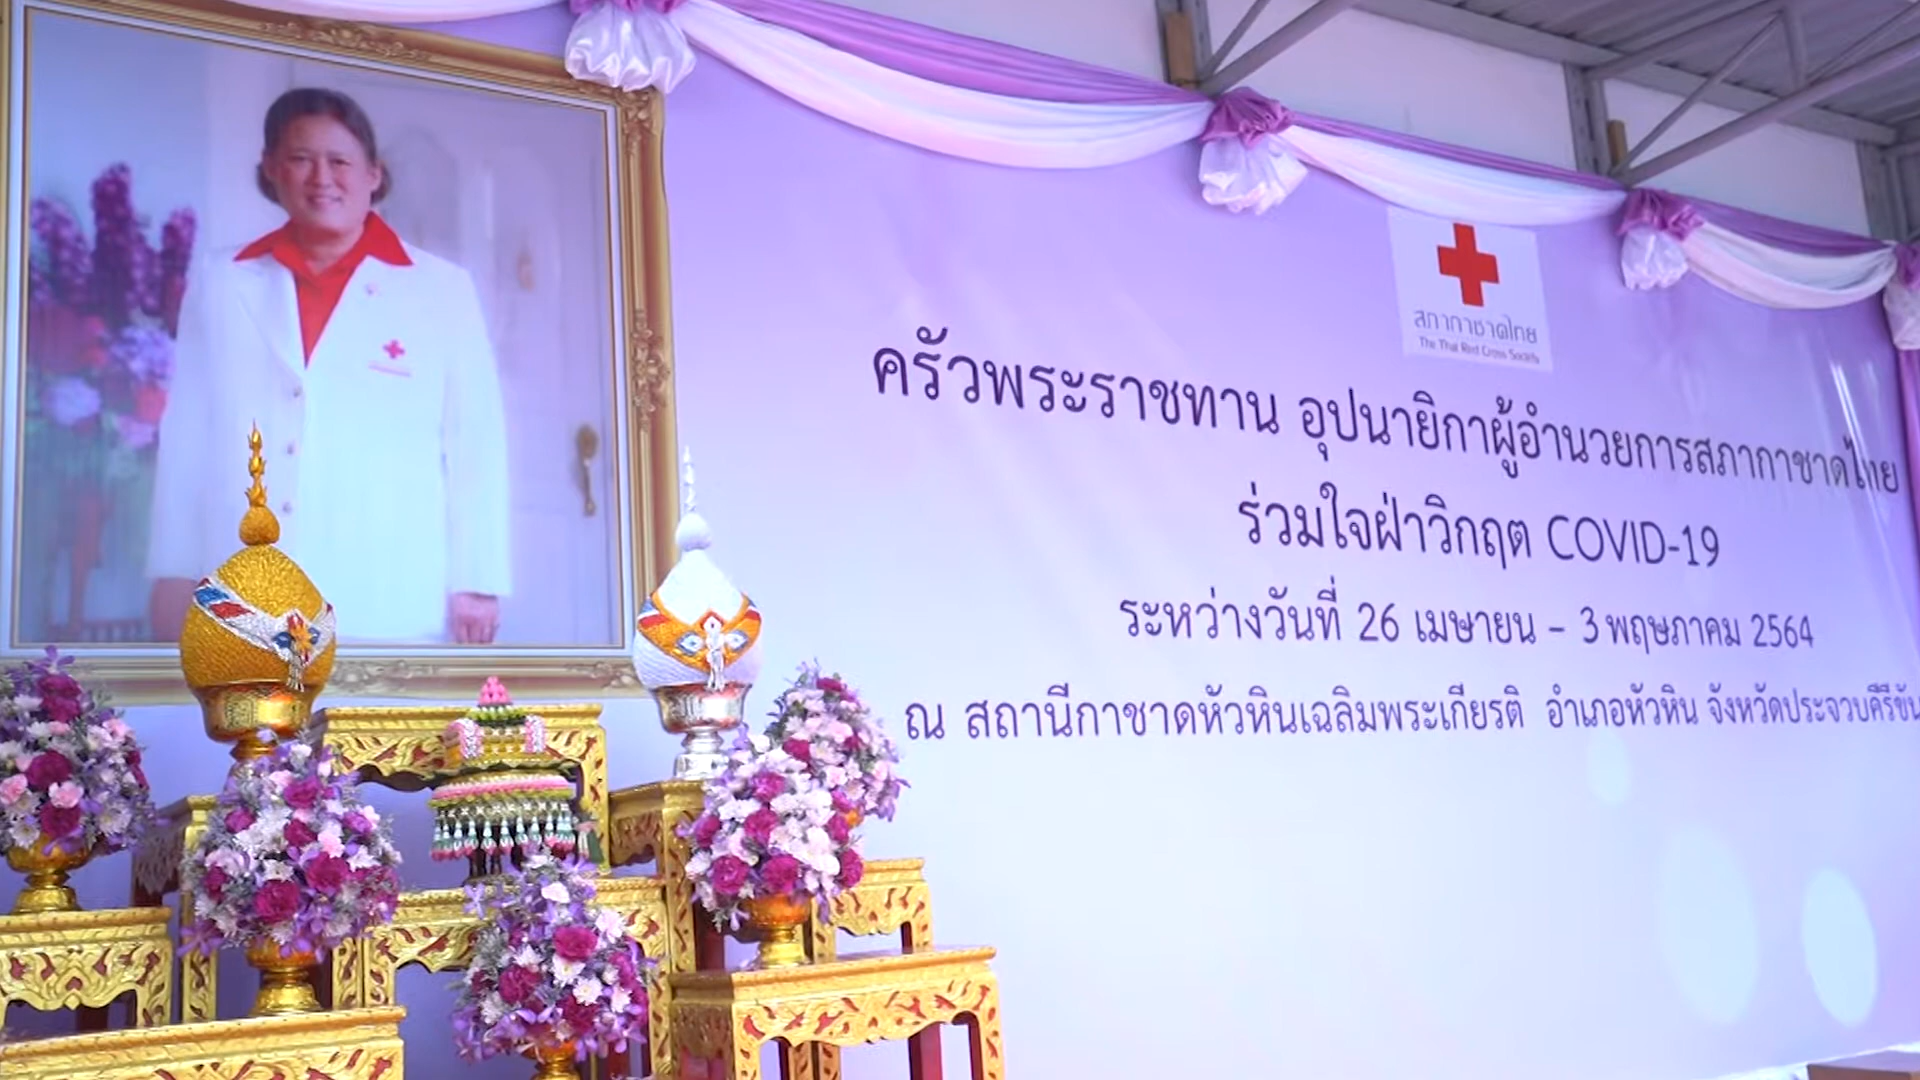 สภากาชาดไทย
The Thai Red Cross Society
ครัวพระราชทาน อุปนายิกาผู้อำนวยการสภากาชาดไทย
ร่วมใจฝ่าวิกฤต COVID-19
ระหว่างวันที่ 26 เมษายน - 3 พฤษภาคม 2564
ณ สถานีกาชาดหัวหินเฉลิมพระเกียรติ อำเภอหัวหิน จังหวัดประจวบคีรีขัน